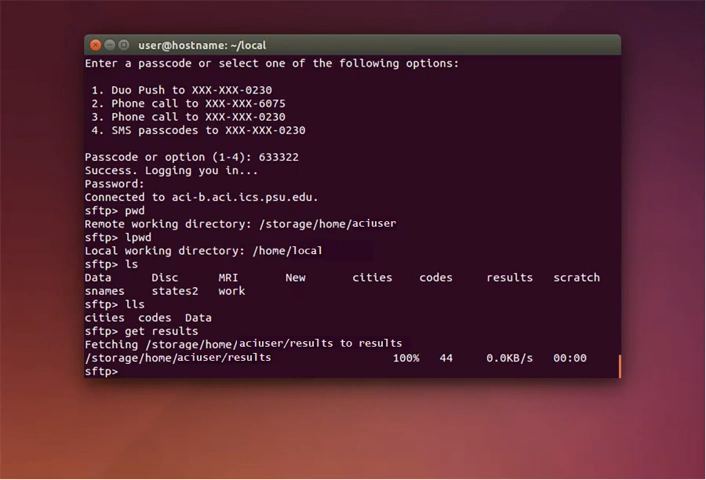 user@hostname: ~/local
Enter a passcode or select one of the following options:
1. Duo Push to XXX-XXX-0230
2. Phone call to XXX-XXX-6075
3. Phone call to XXX-XXX-0230
4. SMS passcodes to XXX-XXX-0230
Passcode or option (1-4): 633322
Success. Logging you in...
Password:
Connected to aci-b.aci.ics.psu.edu.
sftp> pwd
Remote working directory: /storage/home/aciuser
sftp> lpwd
Local working directory: /home/local
sftp> ls
Data Disc MRI New cities codes results scratch
snames states2 work
sftp> lls
cities codes Data
sftp> get results
Fetching /storage/home/aciuser/results to results
/storage/home/aciuser/results 100% 44 0.0KB/s 00:00
sftp>